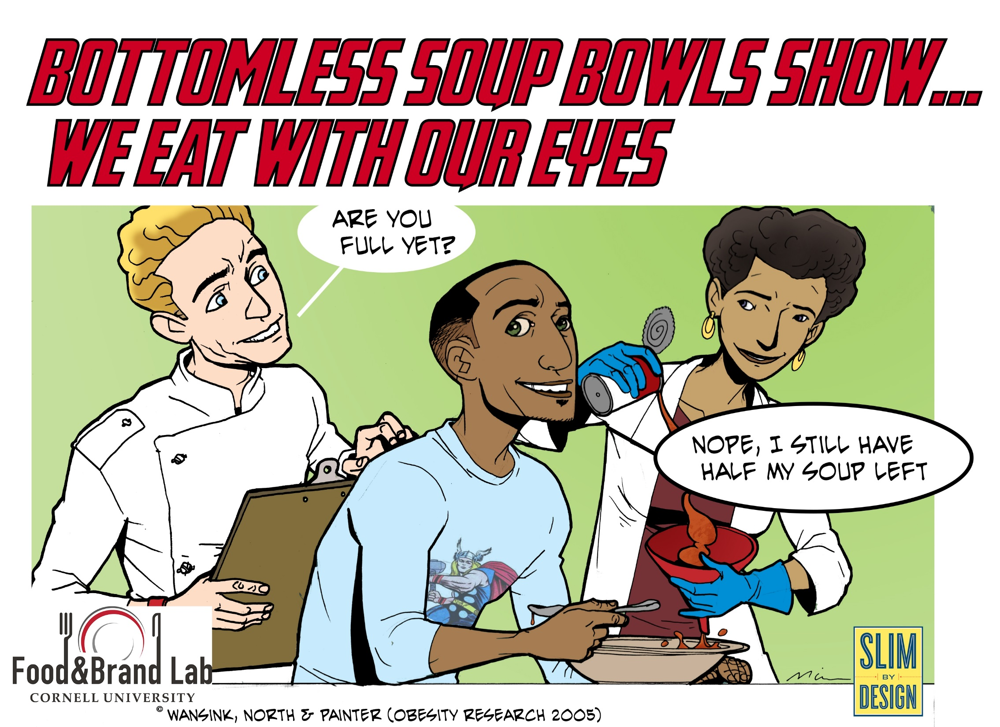 BOTTOMLESS SOUP BOWLS SHOW...
WE EAT WITH OUR EYES
ARE YOU
FULL YET?
NOPE, I STILL HAVE
HALF MY SOUP LEFT
Food&Brand Lab
CORNELL UNIVERSITY
SLIM
BY
DESIGN
© WANSINK, NORTH & PAINTER (OBESITY RESEARCH 2005)